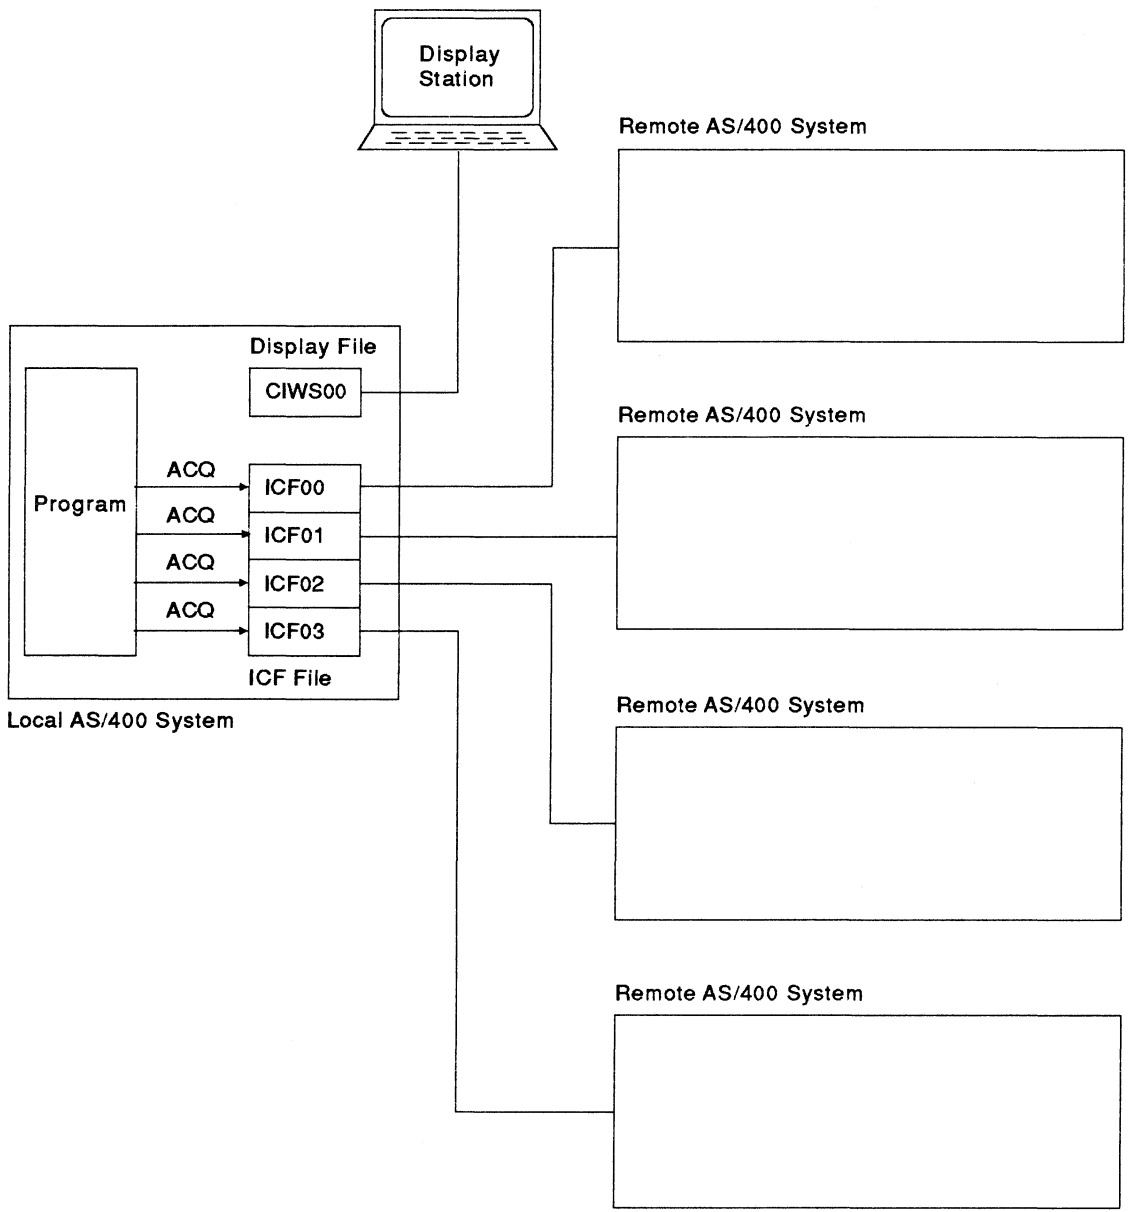 Display
Station
Remote AS/400 System
Display File
CIWS00
Remote AS/400 System
ACQ
ICF00
Program
ACQ
ICF01
ACQ
ICF02
ACQ
ICF03
ICF File
Local AS/400 System
Remote AS/400 System
Remote AS/400 System